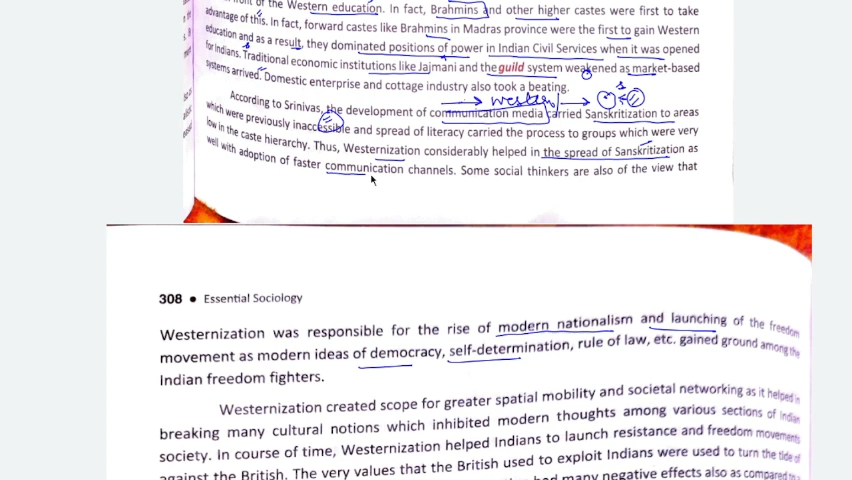 of the Western education. In fact, Brahmins and other higher castes were first to take
advantage of this. In fact, forward castes like Brahmins in Madras province were the first to gain Western
education and as a result, they dominated positions of power in Indian Civil Services when it was opened
for Indians. Traditional economic institutions like Jajmani and the guild system weakened as market-based
systems arrived. Domestic enterprise and cottage industry also took a beating.
western
S
According to Srinivas, the development of communication media carried Sanskritization to areas
which were previously inaccessible and spread of literacy carried the process to groups which were very
low in the caste hierarchy. Thus, Westernization considerably helped in the spread of Sanskritization as
well with adoption of faster communication channels. Some social thinkers are also of the view that
308 • Essential Sociology
Westernization was responsible for the rise of modern nationalism and launching of the freedom
movement as modern ideas of democracy, self-determination, rule of law, etc. gained ground among the
Indian freedom fighters.
Westernization created scope for greater spatial mobility and societal networking as it helped in
breaking many cultural notions which inhibited modern thoughts among various sections of Indian
society. In course of time, Westernization helped Indians to launch resistance and freedom movements
against the British. The very values that the British used to exploit Indians were used to turn the tide of
had many negative effects also as compared to